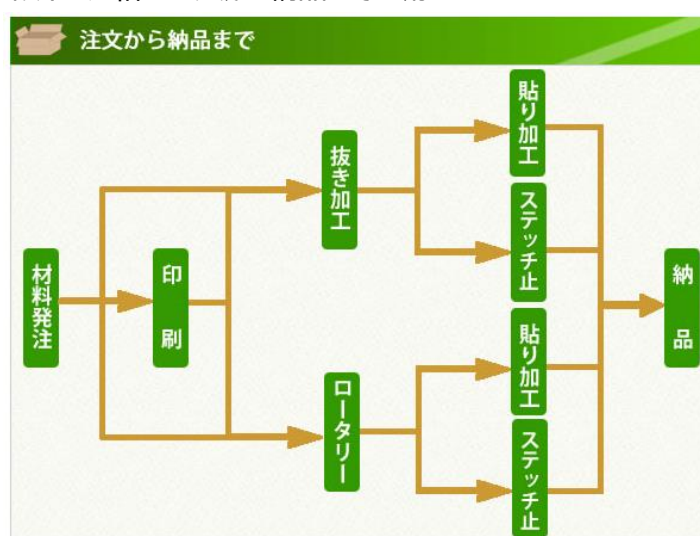 注文から納品まで
材料発注
印刷
抜き加工
ロータリー
貼り加工
ステッチ止
貼り加工
ステッチ止
納品